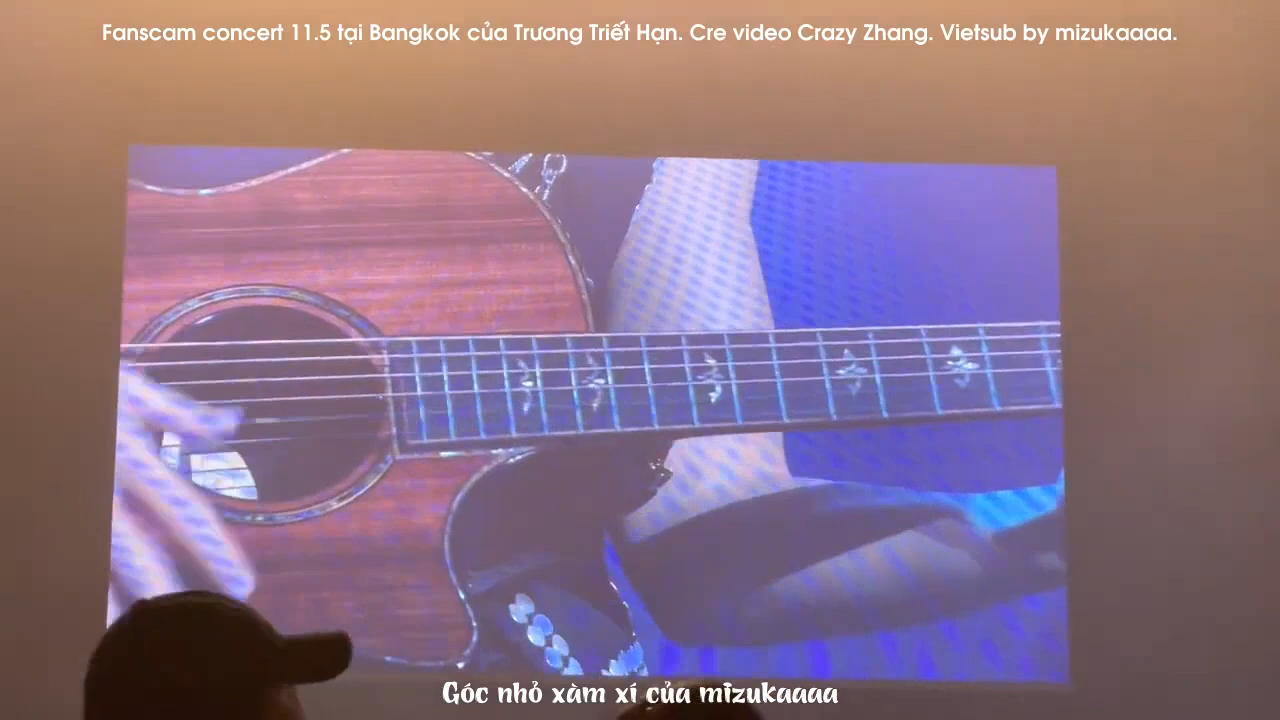 Fanscam concert 11.5 tại Bangkok của Trương Triết Hạn. Cre video Crazy Zhang. Vietsub by mizukaaaa.
Góc nhỏ xàm xí của mizukaaaa